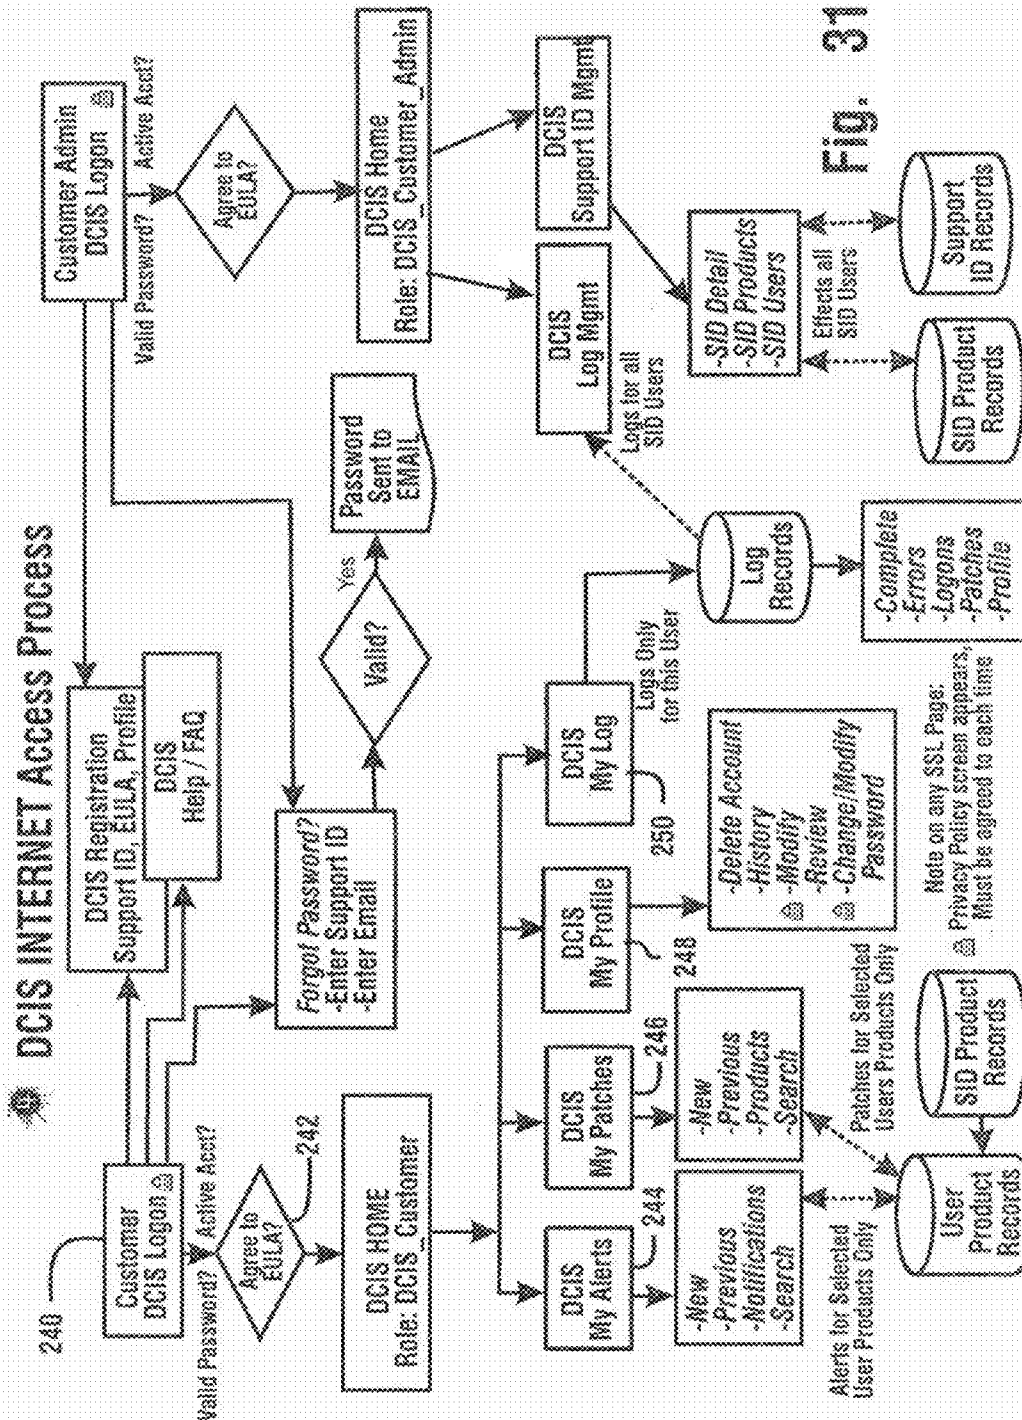 DCIS INTERNET Access Process
240
Customer
DCIS Logon
Valid Password?
Active Acct?
Agree to
EULA?
242
DCIS HOME
Role: DCIS_Customer
DCIS Registration
Support ID, EULA, Profile
DCIS
Help / FAQ
Forgot Password?
-Enter Support ID
-Enter Email
Valid?
Yes
Password
Sent to
EMAIL
Customer Admin
DCIS Logon
Valid Password?
Active Acct?
Agree to
EULA?
DCIS Home
Role: DCIS_Customer_Admin
DCIS
My Alerts
244
DCIS
My Patches
246
DCIS
My Profile
248
DCIS
My Log
250
Logs Only
for this User
DCIS
Log Mgmt
Logs for all
SID Users
DCIS
Support ID Mgmt
-New
-Previous
-Notifications
-Search
-New
-Previous
-Products
-Search
-Delete Account
-History
-Modify
-Review
-Change/Modify
Password
Log
Records
-SID Detail
-SID Products
-SID Users
Effects all
SID Users
Alerts for Selected
User Products Only
User
Product
Records
Patches for Selected
Users Products Only
SID Product
Records
Note on any SSL Page:
Privacy Policy screen appears,
Must be agreed to each time
-Complete
-Errors
-Logons
-Patches
-Profile
SID Product
Records
Support
ID Records
Fig. 31